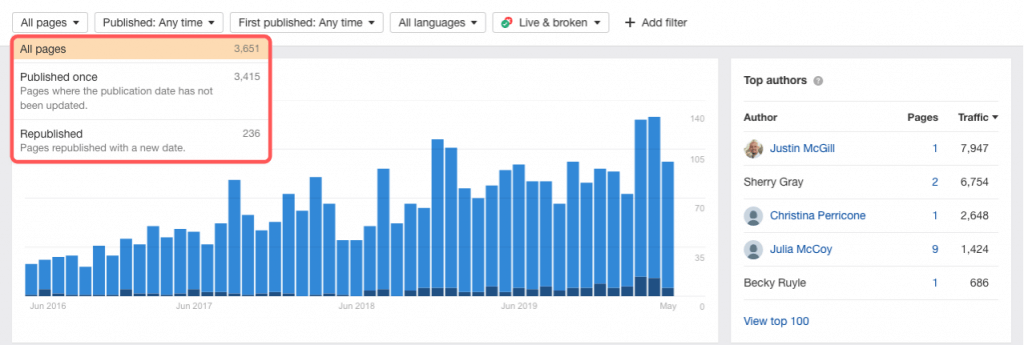 All pages
Published: Any time
First published: Any time
All languages
Live & broken
+ Add filter
All pages 3,651
Published once 3,415
Pages where the publication date has not
been updated.
Republished 236
Pages republished with a new date.
140
105
70
35
0
Jun 2016
Jun 2017
Jun 2018
Jun 2019
May
Top authors ?
Author Pages Traffic
Justin McGill 1 7,947
Sherry Gray 2 6,754
Christina Perricone 1 2,648
Julia McCoy 9 1,424
Becky Ruyle 1 686
View top 100